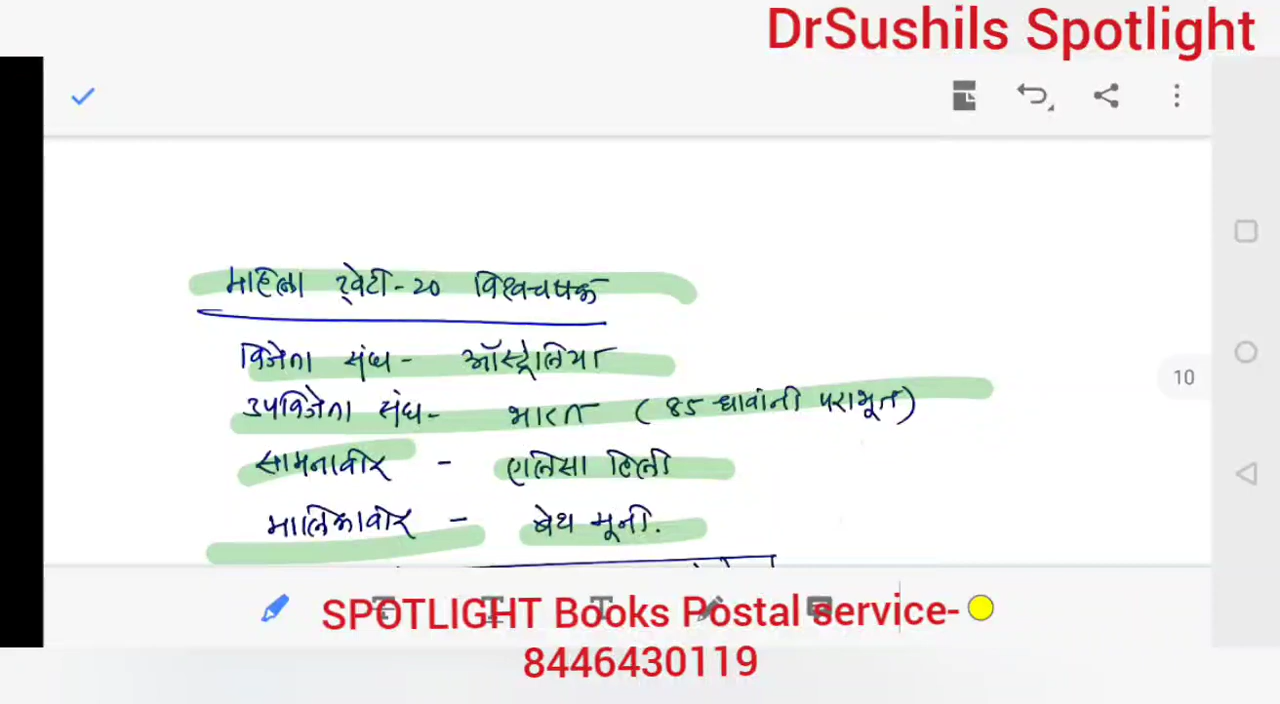 DrSushils Spotlight
महिला ट्वेंटी-20 विश्वचषक
विजेता संघ - ऑस्ट्रेलिया
10
उपविजेता संघ - भारत (85 धावांनी पराभूत)
सामनावीर - एलिसा हिली
मालिकावीर - बेथ मूनी.
SPOTLIGHT Books Postal service-
8446430119